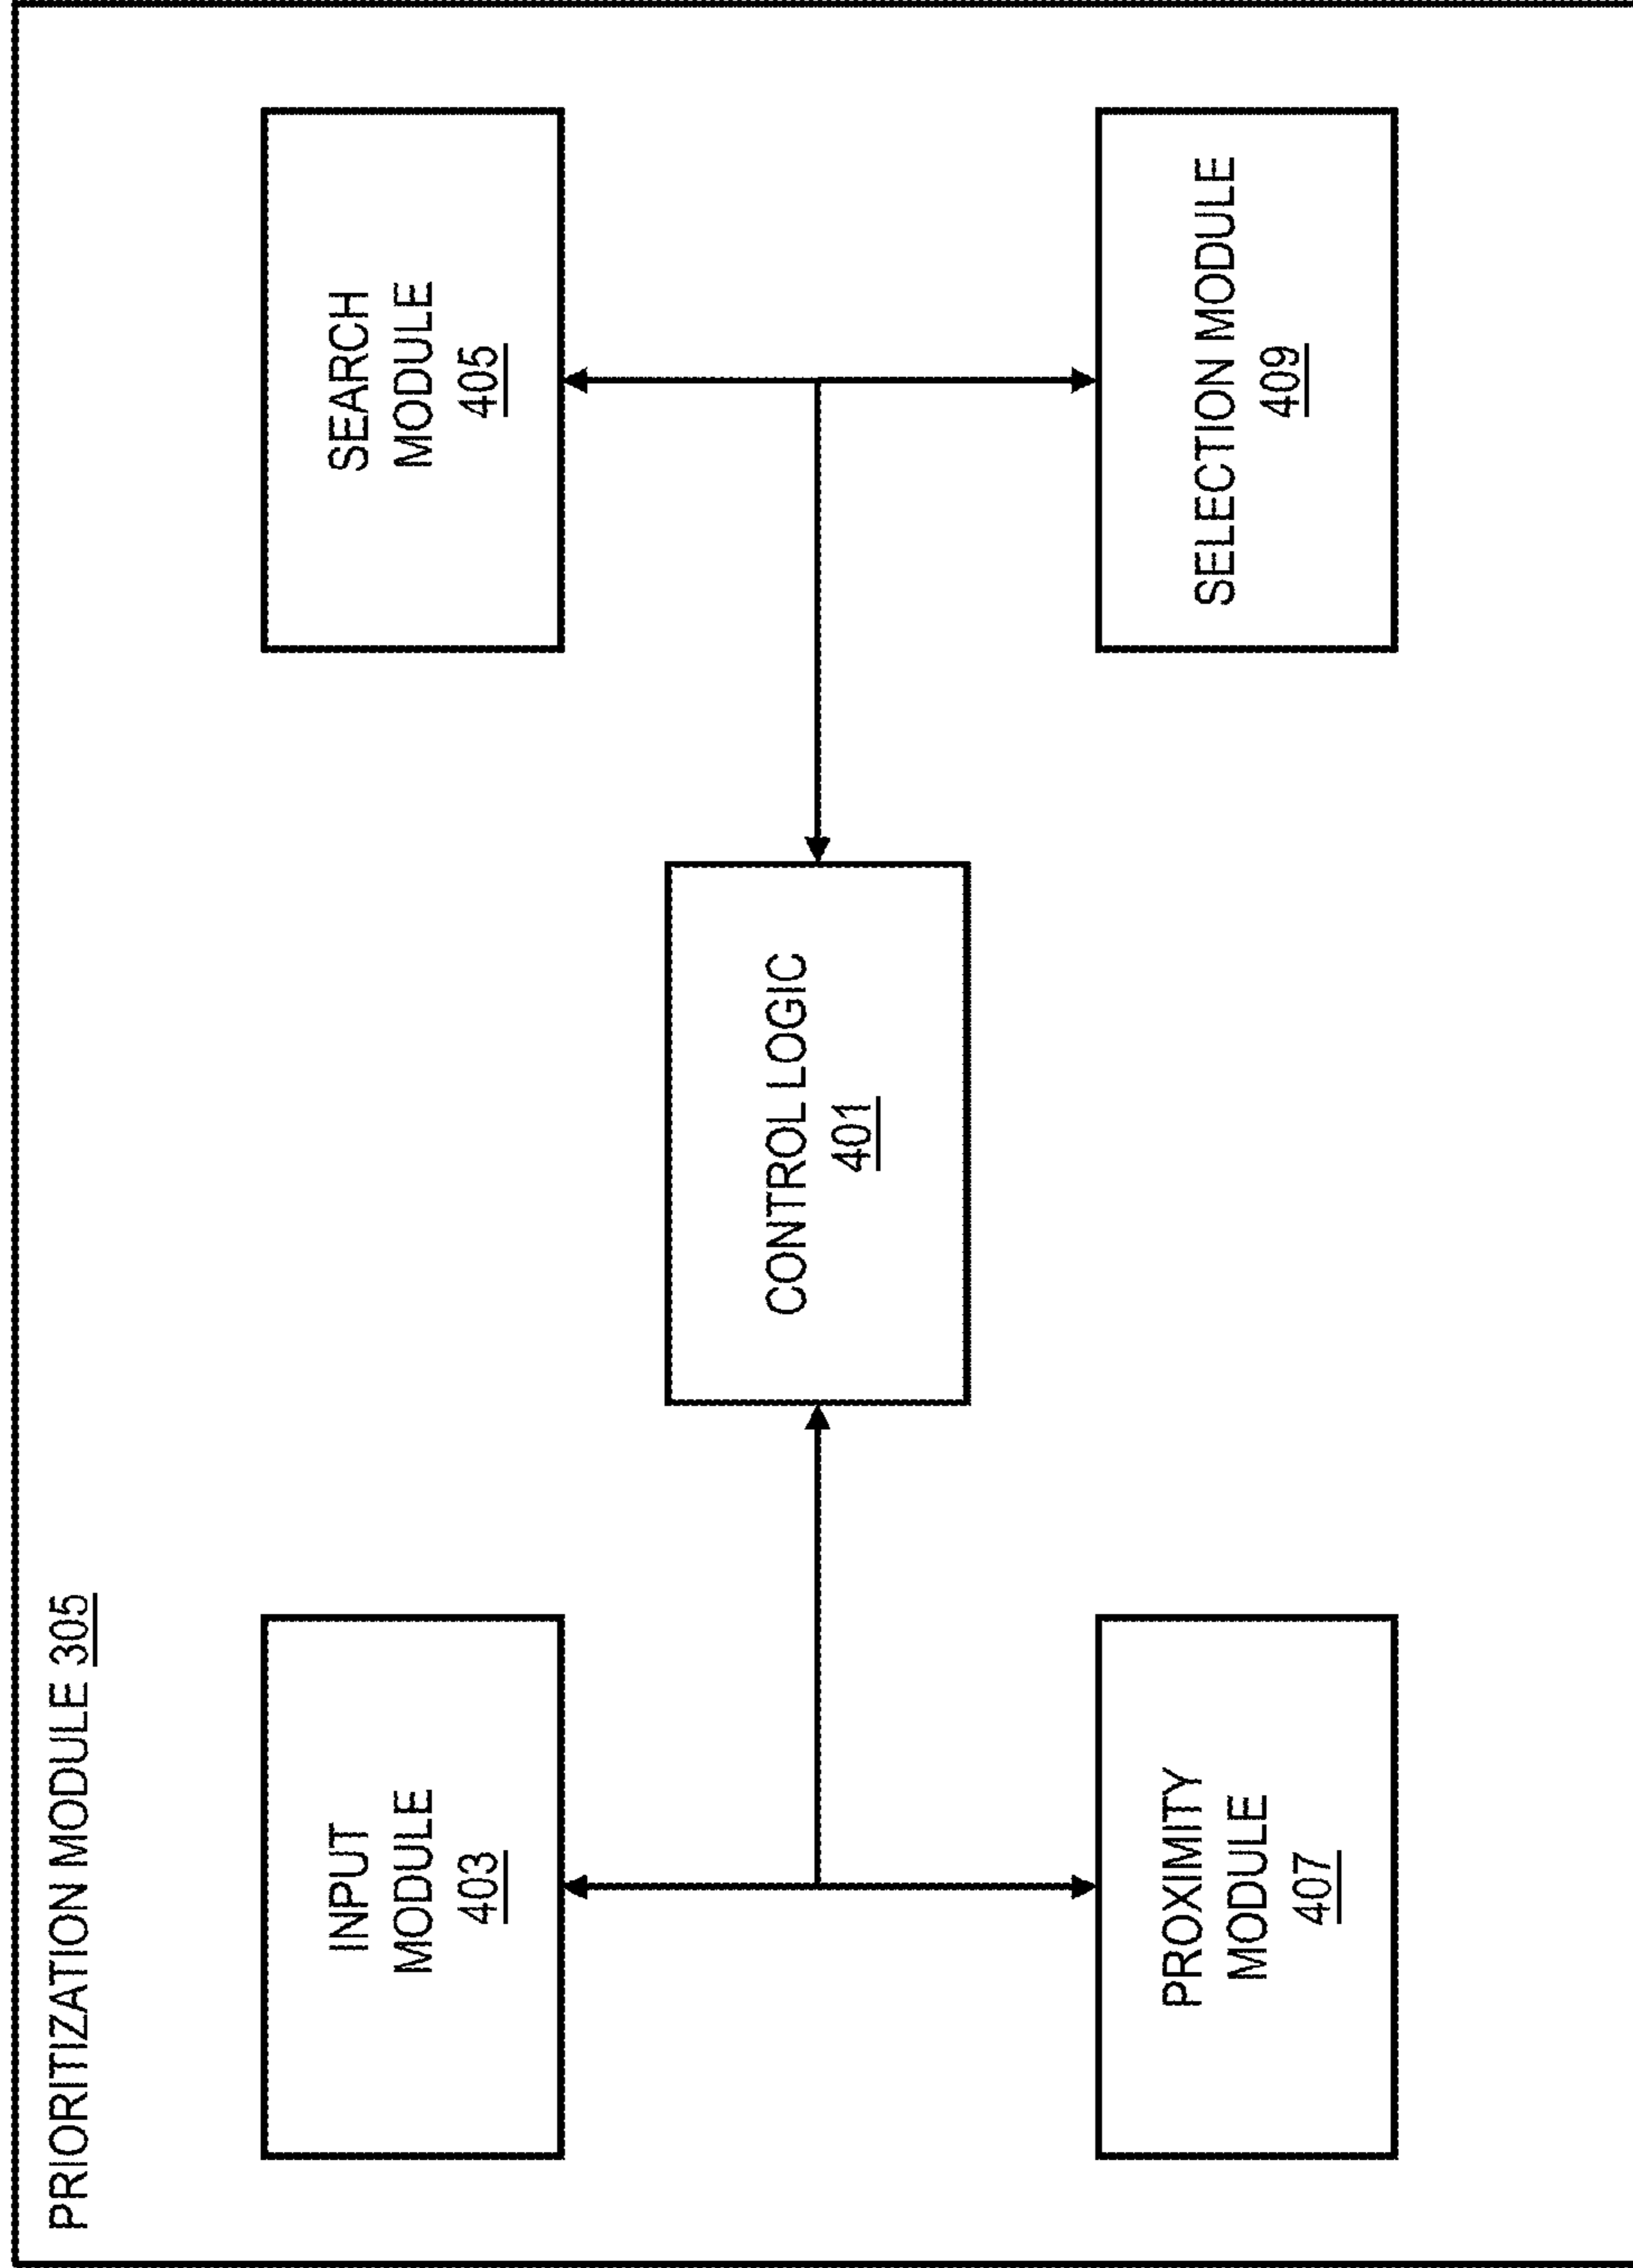 PRIORITIZATION MODULE 305
INPUT
MODULE
403
SEARCH
MODULE
405
CONTROL LOGIC
401
PROXIMITY
MODULE
407
SELECTION MODULE
409